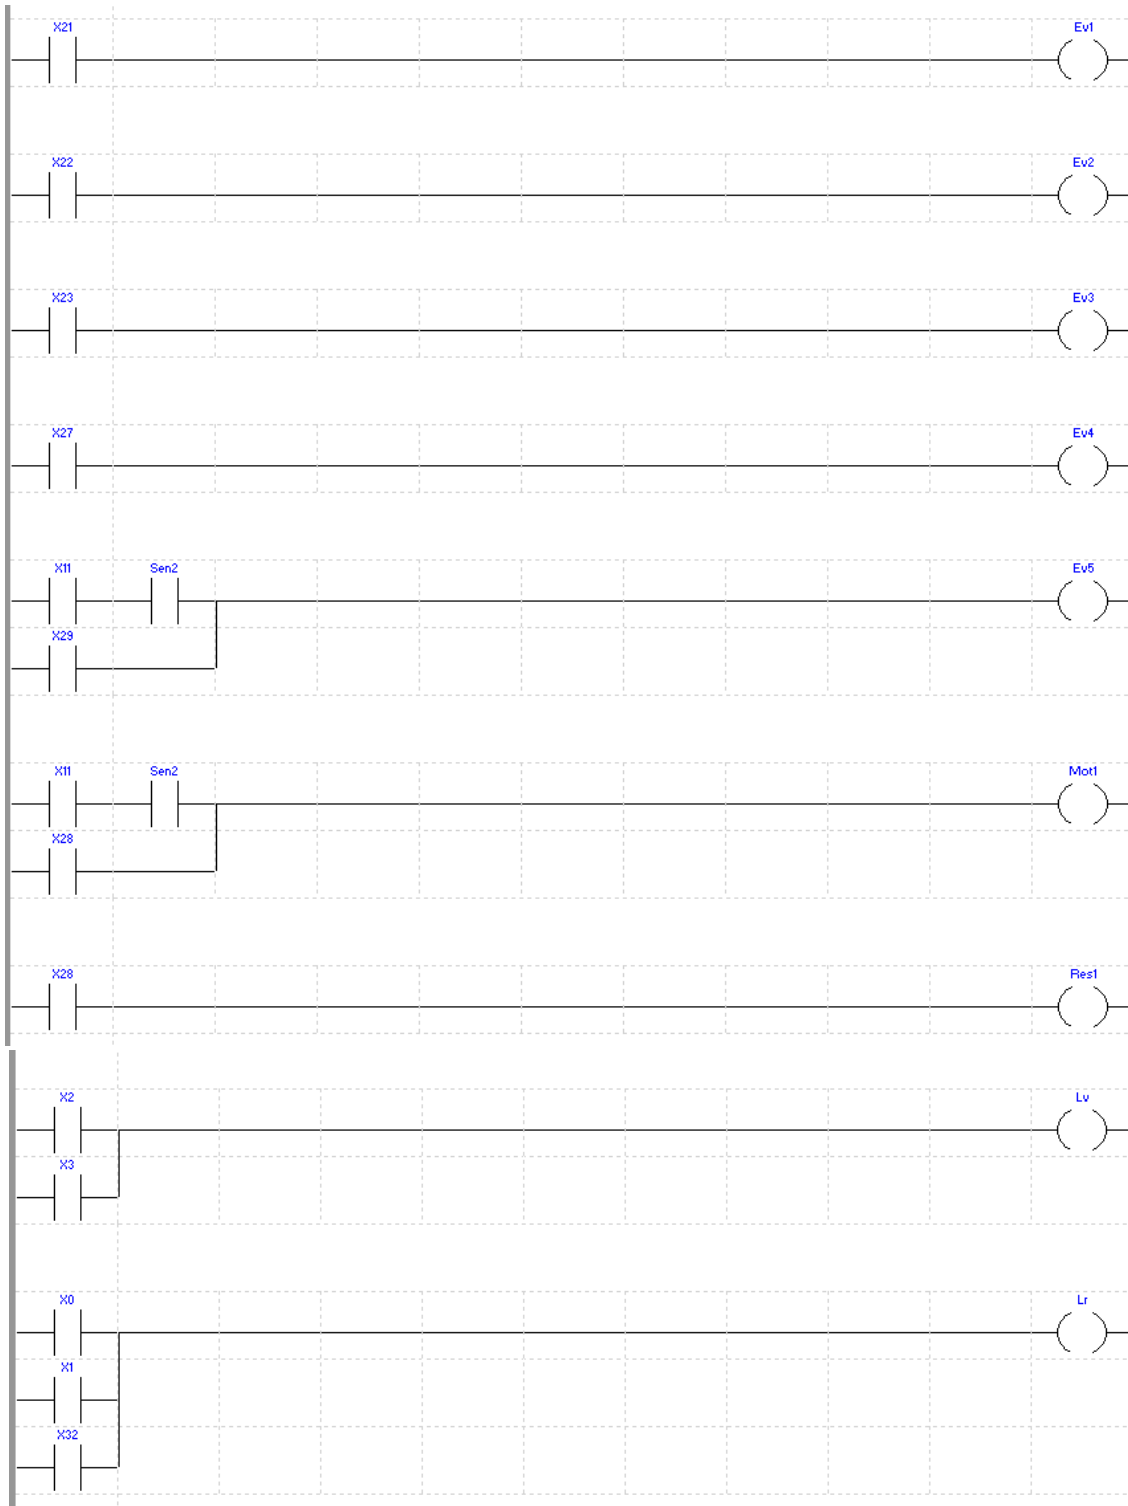 X21 Ev1
X22 Ev2
X23 Ev3
X27 Ev4
X11 Sen2 Ev5
X29
X11 Sen2 Mot1
X28
X28 Res1
X2 Lv
X3
X0 Lr
X1
X32